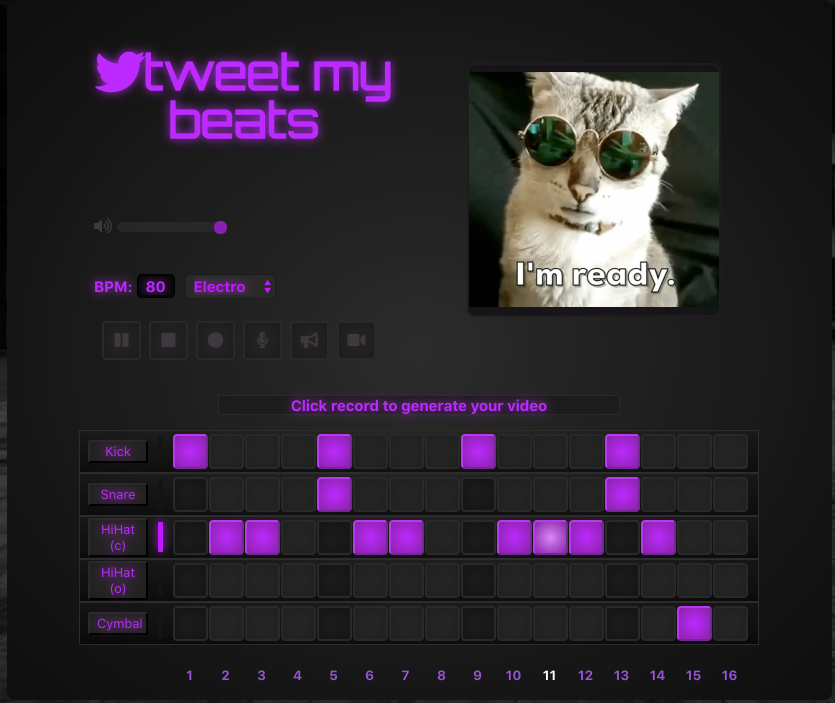 tweet my
beats
I'm ready.
BPM: 80 Electro
Click record to generate your video
Kick
Snare
HiHat
(c)
HiHat
(o)
Cymbal
1 2 3 4 5 6 7 8 9 10 11 12 13 14 15 16